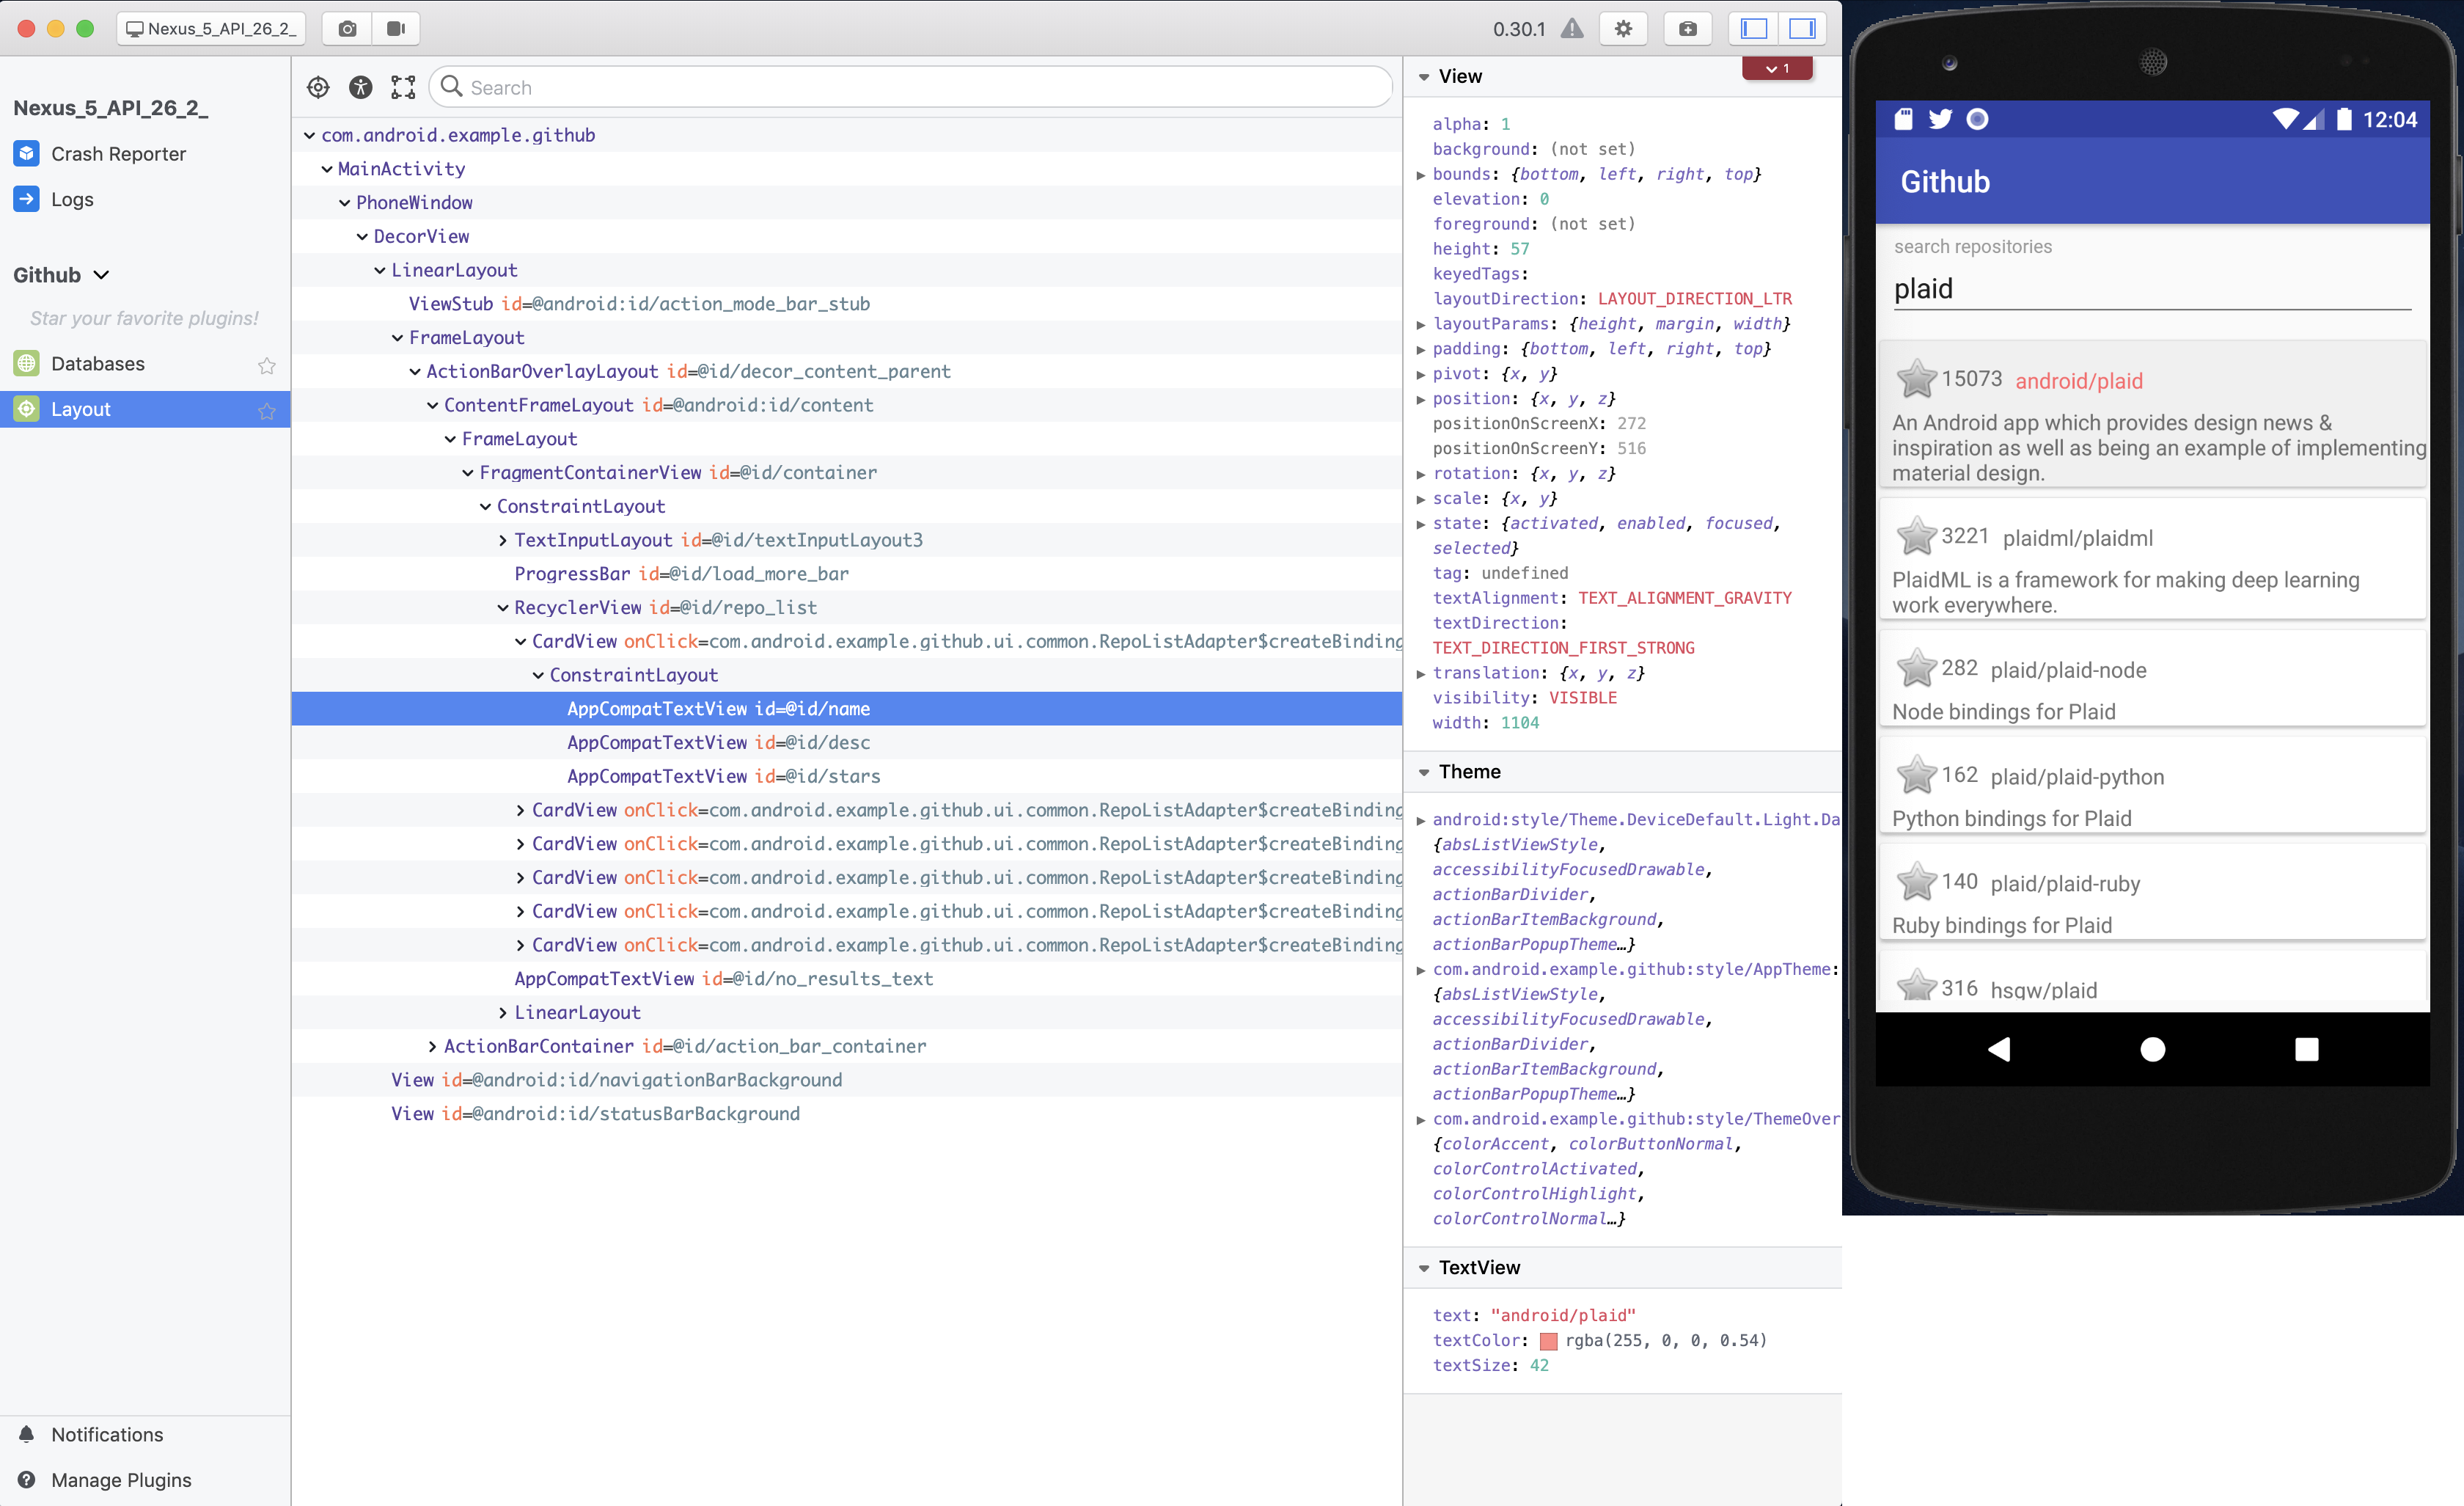 Nexus_5_API_26_2_
0.30.1
Nexus_5_API_26_2_
Crash Reporter
Logs
Github
Star your favorite plugins!
Databases
Layout
Notifications
Manage Plugins
Search
com.android.example.github
MainActivity
PhoneWindow
DecorView
LinearLayout
ViewStub id=@android:id/action_mode_bar_stub
FrameLayout
ActionBarOverlayLayout id=@id/decor_content_parent
ContentFrameLayout id=@android:id/content
FrameLayout
FragmentContainerView id=@id/container
ConstraintLayout
TextInputLayout id=@id/textInputLayout3
ProgressBar id=@id/load_more_bar
RecyclerView id=@id/repo_list
CardView onClick=com.android.example.github.ui.common.RepoListAdapter$createBinding
ConstraintLayout
AppCompatTextView id=@id/name
AppCompatTextView id=@id/desc
AppCompatTextView id=@id/stars
CardView onClick=com.android.example.github.ui.common.RepoListAdapter$createBinding
CardView onClick=com.android.example.github.ui.common.RepoListAdapter$createBinding
CardView onClick=com.android.example.github.ui.common.RepoListAdapter$createBinding
CardView onClick=com.android.example.github.ui.common.RepoListAdapter$createBinding
CardView onClick=com.android.example.github.ui.common.RepoListAdapter$createBinding
AppCompatTextView id=@id/no_results_text
LinearLayout
ActionBarContainer id=@id/action_bar_container
View id=@android:id/navigationBarBackground
View id=@android:id/statusBarBackground
View
1
alpha: 1
background: (not set)
bounds: {bottom, left, right, top}
elevation: 0
foreground: (not set)
height: 57
keyedTags:
layoutDirection: LAYOUT_DIRECTION_LTR
layoutParams: {height, margin, width}
padding: {bottom, left, right, top}
pivot: {x, y}
position: {x, y, z}
positionOnScreenX: 272
positionOnScreenY: 516
rotation: {x, y, z}
scale: {x, y}
state: {activated, enabled, focused,
selected}
tag: undefined
textAlignment: TEXT_ALIGNMENT_GRAVITY
textDirection:
TEXT_DIRECTION_FIRST_STRONG
translation: {x, y, z}
visibility: VISIBLE
width: 1104
Theme
android:style/Theme.DeviceDefault.Light.Da
{absListViewStyle,
accessibilityFocusedDrawable,
actionBarDivider,
actionBarItemBackground,
actionBarPopupTheme…}
com.android.example.github:style/AppTheme:
{absListViewStyle,
accessibilityFocusedDrawable,
actionBarDivider,
actionBarItemBackground,
actionBarPopupTheme…}
com.android.example.github:style/ThemeOver
{colorAccent, colorButtonNormal,
colorControlActivated,
colorControlHighlight,
colorControlNormal…}
TextView
text: "android/plaid"
textColor: rgba(255, 0, 0, 0.54)
textSize: 42
12:04
Github
search repositories
plaid
15073 android/plaid
An Android app which provides design news &
inspiration as well as being an example of implementing
material design.
3221 plaidml/plaidml
PlaidML is a framework for making deep learning
work everywhere.
282 plaid/plaid-node
Node bindings for Plaid
162 plaid/plaid-python
Python bindings for Plaid
140 plaid/plaid-ruby
Ruby bindings for Plaid
316 hsgw/plaid